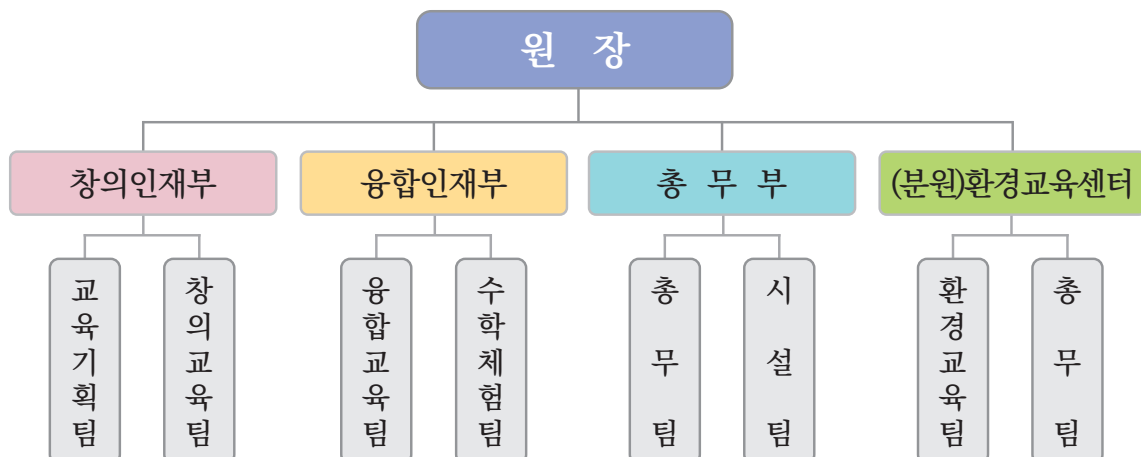 원 장
창의인재부
융합인재부
총 무 부
(분원)환경교육센터
교육기획팀
창의교육팀
융합교육팀
수학체험팀
총무팀
시설팀
환경교육팀
총무팀